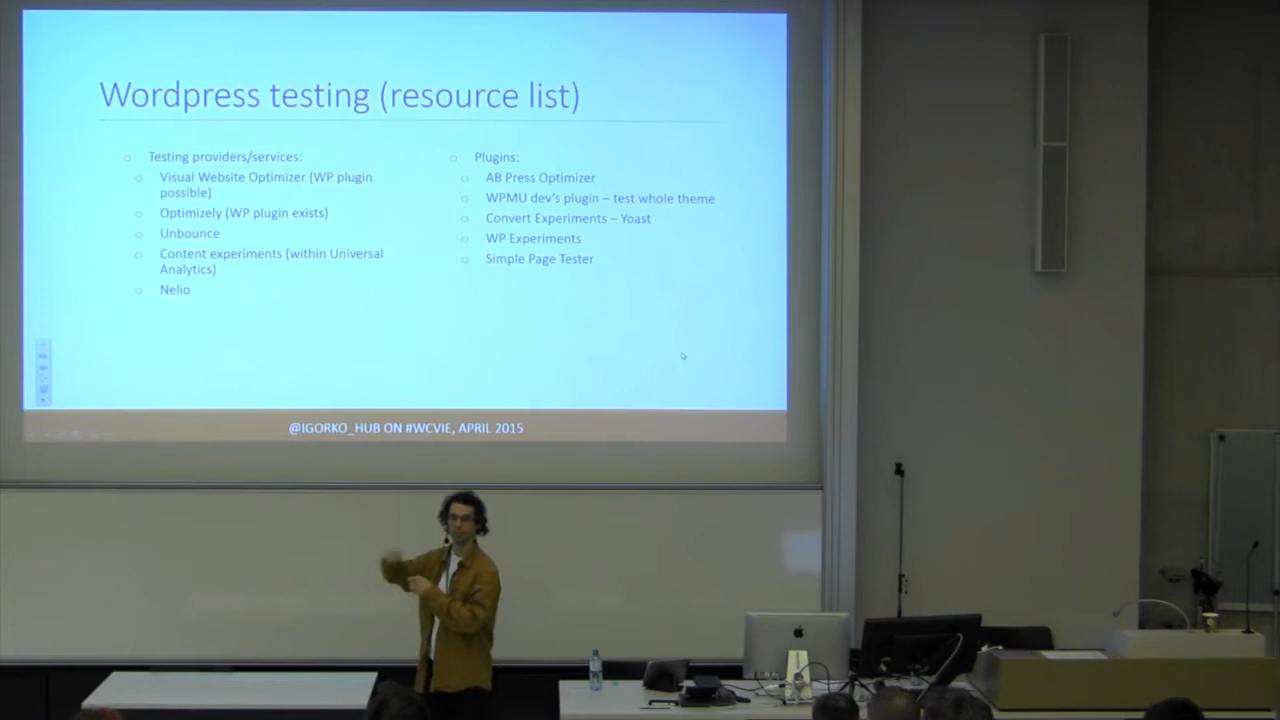 Wordpress testing (resource list)
Testing providers/services:
Visual Website Optimizer (WP plugin
possible)
Optimizely (WP plugin exists)
Unbounce
Content experiments (within Universal
Analytics)
Nelio
Plugins:
AB Press Optimizer
WPMU dev's plugin – test whole theme
Convert Experiments – Yoast
WP Experiments
Simple Page Tester
@IGORKO_HUB ON #WCVIE, APRIL 2015